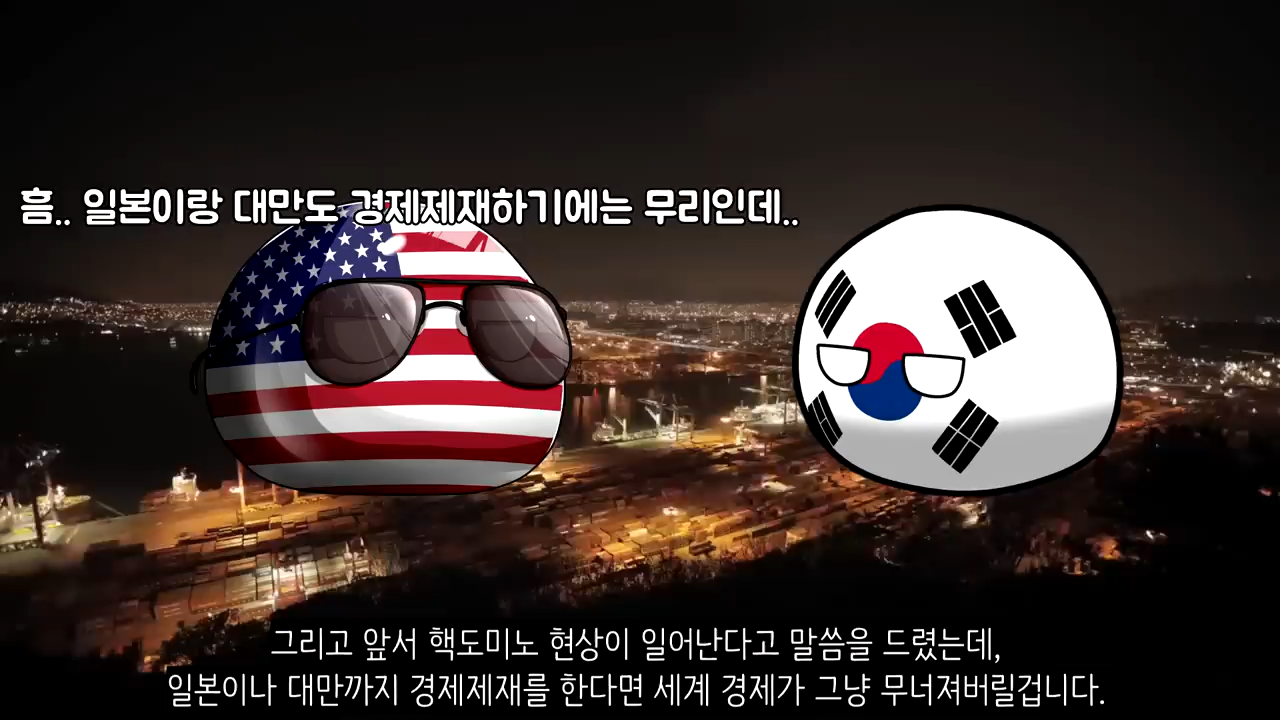 흠.. 일본이랑 대만도 경제제재하기에는 무리인데..
그리고 앞서 핵도미노 현상이 일어난다고 말씀을 드렸는데,
일본이나 대만까지 경제제재를 한다면 세계 경제가 그냥 무너져버릴겁니다.